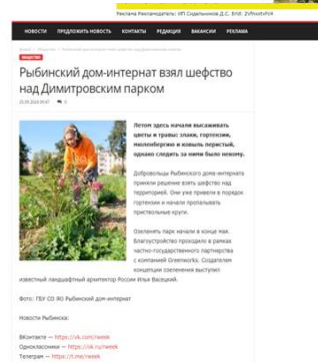 Реклама Рекламодатель: ИП Сидельников Д.С. Erid: 2VfnxxtvFiA
НОВОСТИ ПРЕДЛОЖИТЬ НОВОСТЬ КОНТАКТЫ РЕДАКЦИЯ ВАКАНСИИ РЕКЛАМА
ОБЩЕСТВО
Рыбинский дом-интернат взял шефство
над Димитровским парком
Летом здесь начали высаживать
цветы и травы: злаки, гортензии,
мюленбергию и ковыль перистый,
однако следить за ними было некому.
Добровольцы Рыбинского дома-интерната
приняли решение взять шефство над
территорией. Они уже привели в порядок
гортензии и начали пропалывать
приствольные круги.
Озеленять парк начали в конце мая.
Благоустройство проходило в рамках
частно-государственного партнерства
с компанией Greenworks. Создателем
концепции озеленения выступил
известный ландшафтный архитектор России Илья Васецкий.
Фото: ГБУ СО ЯО Рыбинский дом-интернат
Новости Рыбинска:
ВКонтакте — https://vk.com/rweek
Одноклассники — https://ok.ru/rweek
Телеграм — https://t.me/rweek